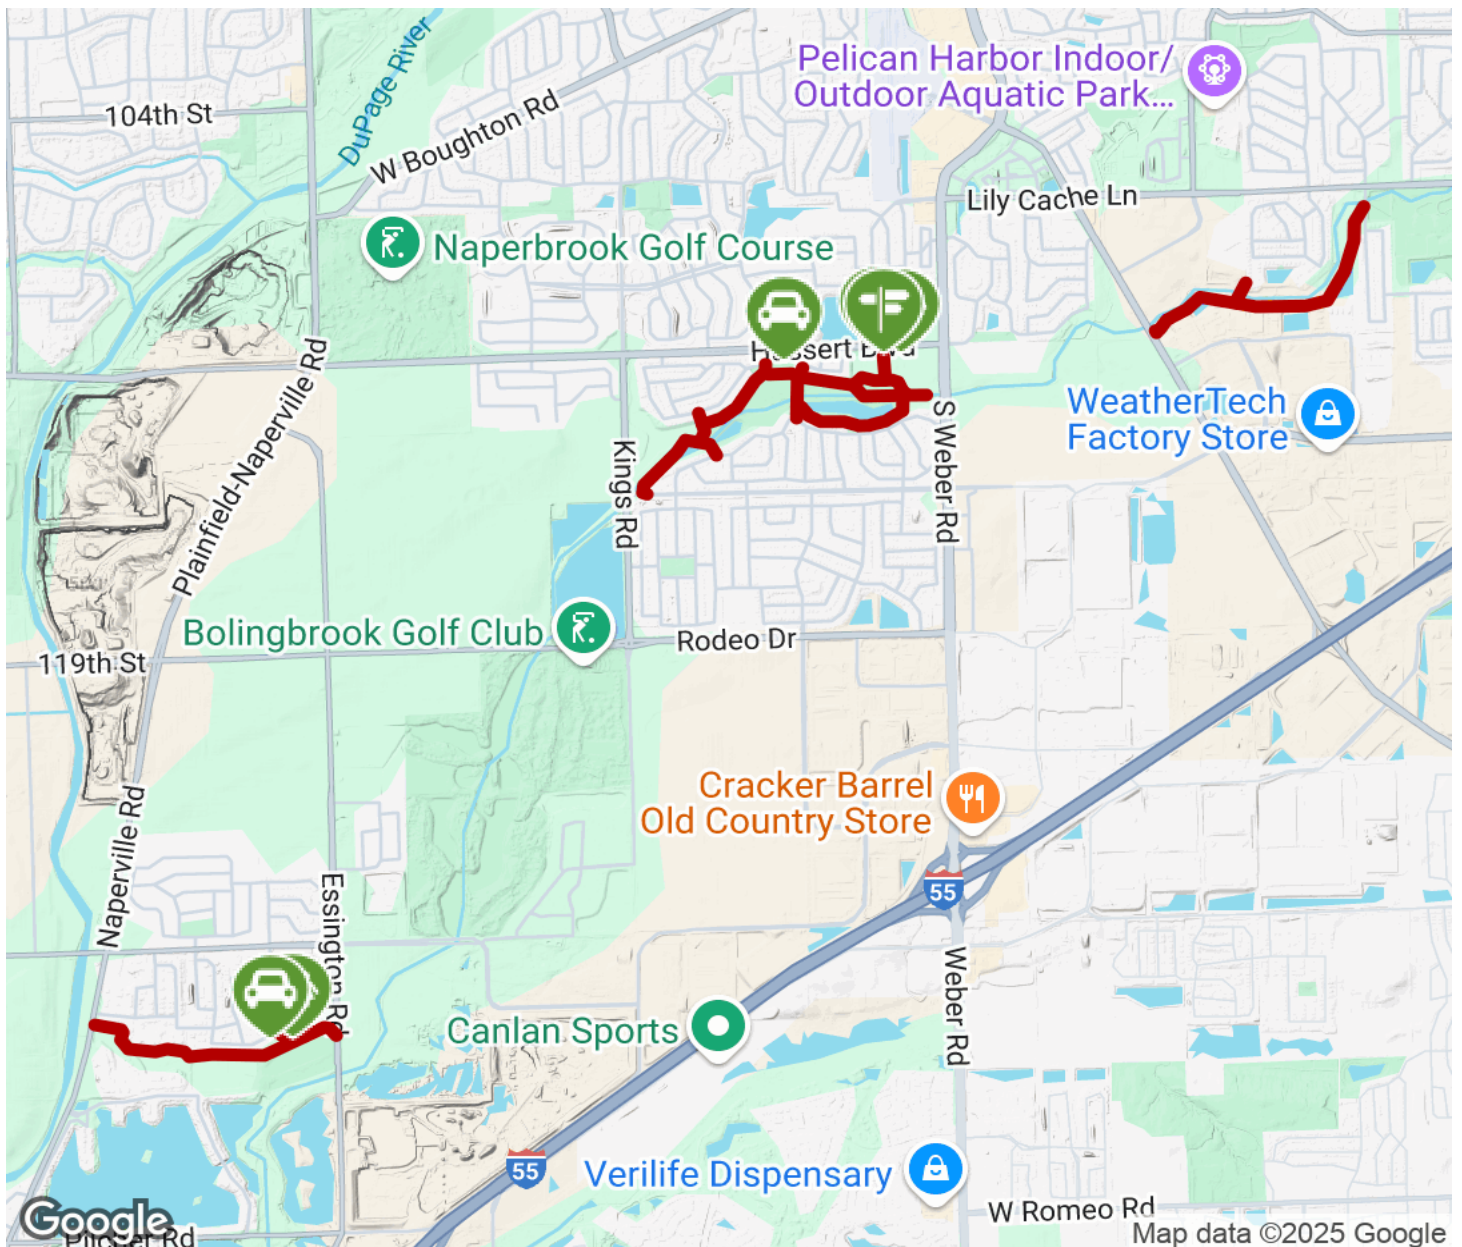 Pelican Harbor Indoor/
Outdoor Aquatic Park...
DuPage River
104th St
W Boughton Rd
Lily Cache Ln
Naperbrook Golf Course
Plainfield-Naperville Rd
WeatherTech
Factory Store
S Weber Rd
Kings Rd
Bolingbrook Golf Club
Rodeo Dr
119th St
Cracker Barrel
Old Country Store
Naperville Rd
55
Essington Rd
Weber Rd
Canlan Sports
55
Verilife Dispensary
W Romeo Rd
Google
Map data ©2025 Google